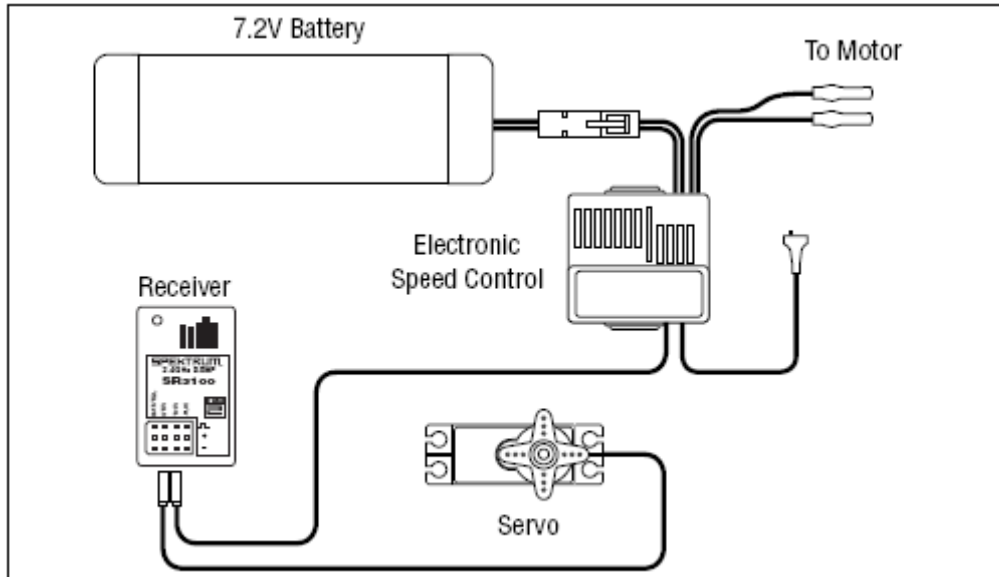 7.2V Battery
To Motor
Electronic
Speed Control
Receiver
SPEKTRUM
SR3100
Servo